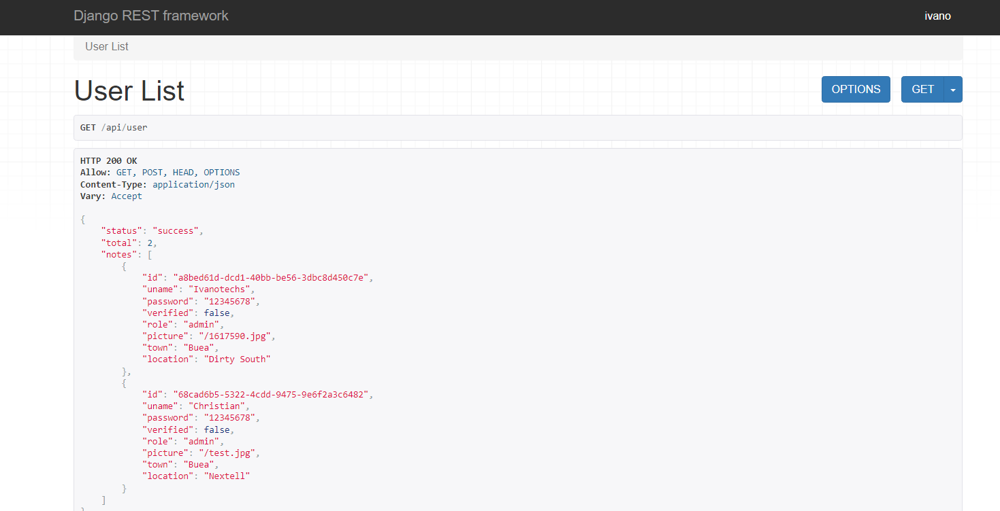 Django REST framework
ivano
User List
User List
OPTIONS
GET
GET /api/user
HTTP 200 OK
Allow: GET, POST, HEAD, OPTIONS
Content-Type: application/json
Vary: Accept
{
    "status": "success",
    "total": 2,
    "notes": [
        {
            "id": "a8bed61d-dcd1-40bb-be56-3dbc8d450c7e",
            "uname": "Ivanotechs",
            "password": "12345678",
            "verified": false,
            "role": "admin",
            "picture": "/1617590.jpg",
            "town": "Buea",
            "location": "Dirty South"
        },
        {
            "id": "68cad6b5-5322-4cdd-9475-9e6f2a3c6482",
            "uname": "Christian",
            "password": "12345678",
            "verified": false,
            "role": "admin",
            "picture": "/test.jpg",
            "town": "Buea",
            "location": "Nextell"
        }
    ]
}